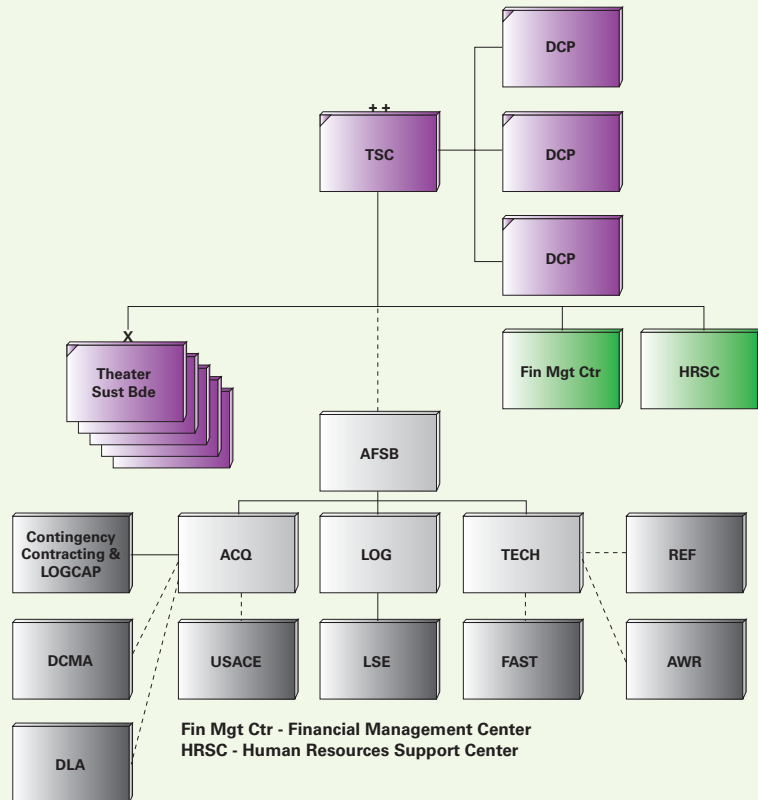 DCP
+ +
TSC
DCP
DCP
X
Theater
Sust Bde
Fin Mgt Ctr
HRSC
AFSB
Contingency
Contracting &
LOGCAP
ACQ
LOG
TECH
REF
DCMA
USACE
LSE
FAST
AWR
Fin Mgt Ctr - Financial Management Center
HRSC - Human Resources Support Center
DLA